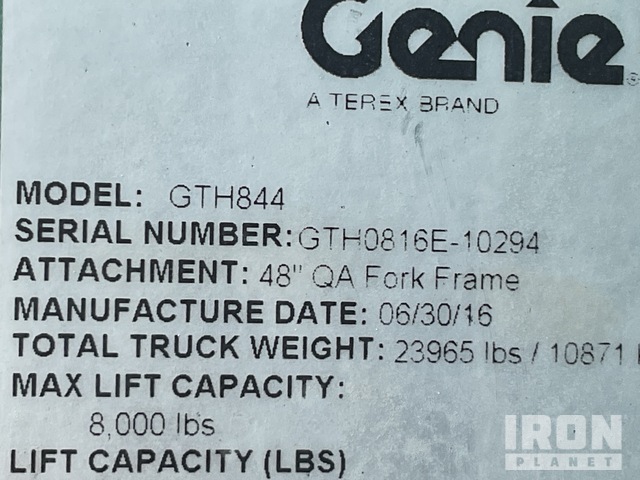 Genie
A TEREX BRAND
MODEL: GTH844
SERIAL NUMBER: GTH0816E-10294
ATTACHMENT: 48" QA Fork Frame
MANUFACTURE DATE: 06/30/16
TOTAL TRUCK WEIGHT: 23965 lbs / 10871
MAX LIFT CAPACITY:
8,000 lbs
LIFT CAPACITY (LBS)
IRON
PLANET